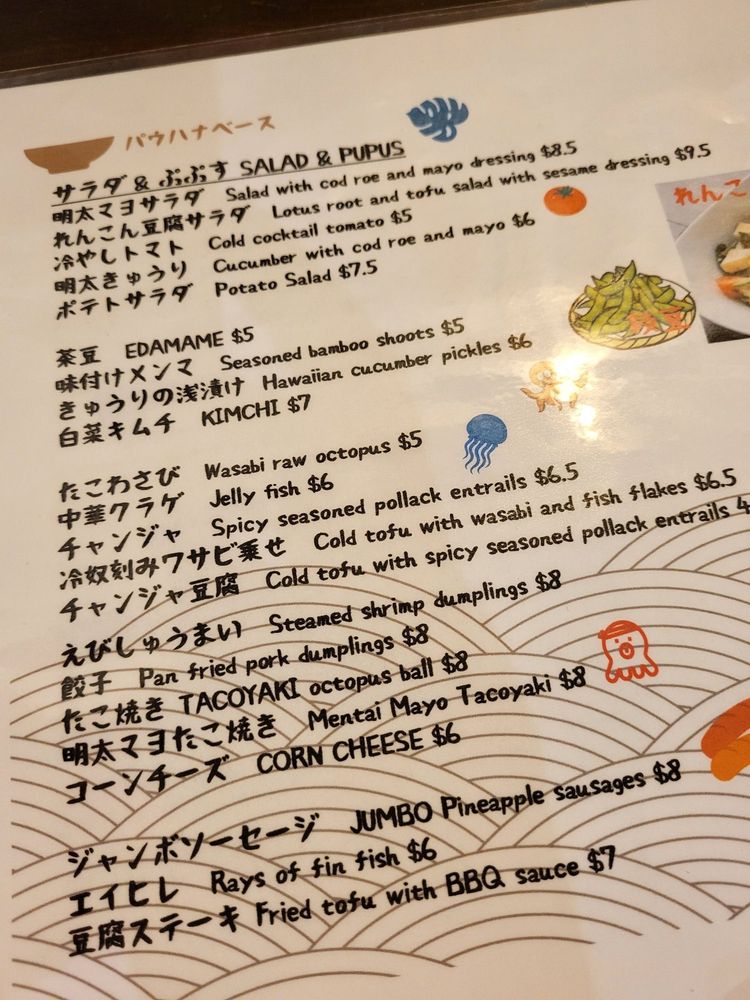 パウハナベース
サラダ & ぷぷす SALAD & PUPUS
明太マヨサラダ Salad with cod roe and mayo dressing $8.5
れんこん豆腐サラダ Lotus root and tofu salad with sesame dressing $9.5
冷やしトマト Cold cocktail tomato $5
明太きゅうり Cucumber with cod roe and mayo $6
ポテトサラダ Potato Salad $7.5
れんこ
茶豆 EDAMAME $5
味付けメンマ Seasoned bamboo shoots $5
きゅうりの浅漬け Hawaiian cucumber pickles $6
白菜キムチ KIMCHI $7
たこわさび Wasabi raw octopus $5
中華クラゲ Jelly fish $6
チャンジャ Spicy seasoned pollack entrails $6.5
冷奴刻みワサビ乗せ Cold tofu with wasabi and fish flakes $6.5
チャンジャ豆腐 Cold tofu with spicy seasoned pollack entrails
えびしゅうまい Steamed shrimp dumplings $8
餃子 Pan fried pork dumplings $8
たこ焼き TACOYAKI octopus ball $8
明太マヨたこ焼き Mentai Mayo Tacoyaki $8
コーンチーズ CORN CHEESE $6
ジャンボソーセージ JUMBO Pineapple sausages $8
エイヒレ Rays of fin fish $6
豆腐ステーキ Fried tofu with BBQ sauce $7